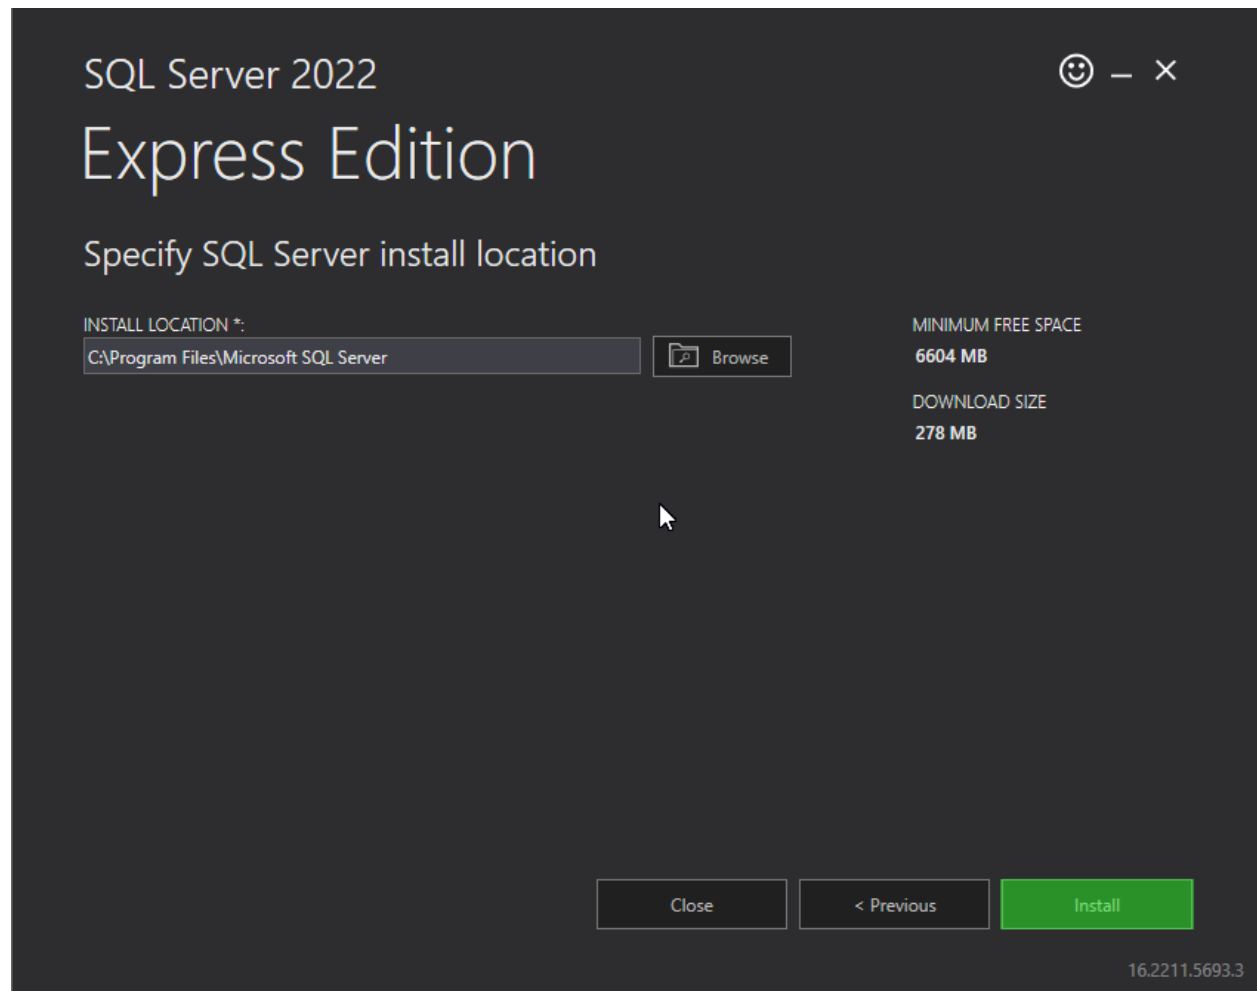 SQL Server 2022
Express Edition
Specify SQL Server install location
INSTALL LOCATION *:
C:\Program Files\Microsoft SQL Server
Browse
MINIMUM FREE SPACE
6604 MB
DOWNLOAD SIZE
278 MB
Close
< Previous
Install
16.2211.5693.3